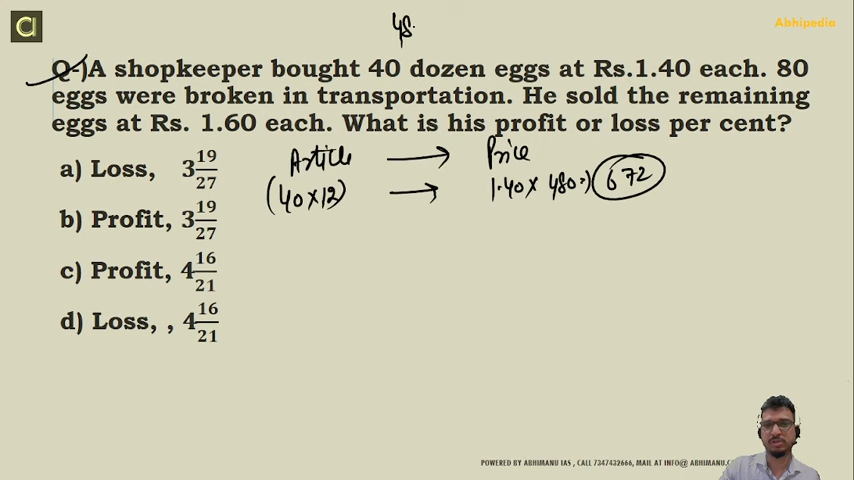 48.
Abhipedia
Q-)A shopkeeper bought 40 dozen eggs at Rs.1.40 each. 80
eggs were broken in transportation. He sold the remaining
eggs at Rs. 1.60 each. What is his profit or loss per cent?
Article → Price
(40×12) → 1.40× 480 672
a) Loss, 3 19/27
b) Profit, 3 19/27
c) Profit, 4 16/21
d) Loss, , 4 16/21
POWERED BY ABHIMANU IAS , CALL 7347432666, MAIL AT INFO@ ABHIMANU.